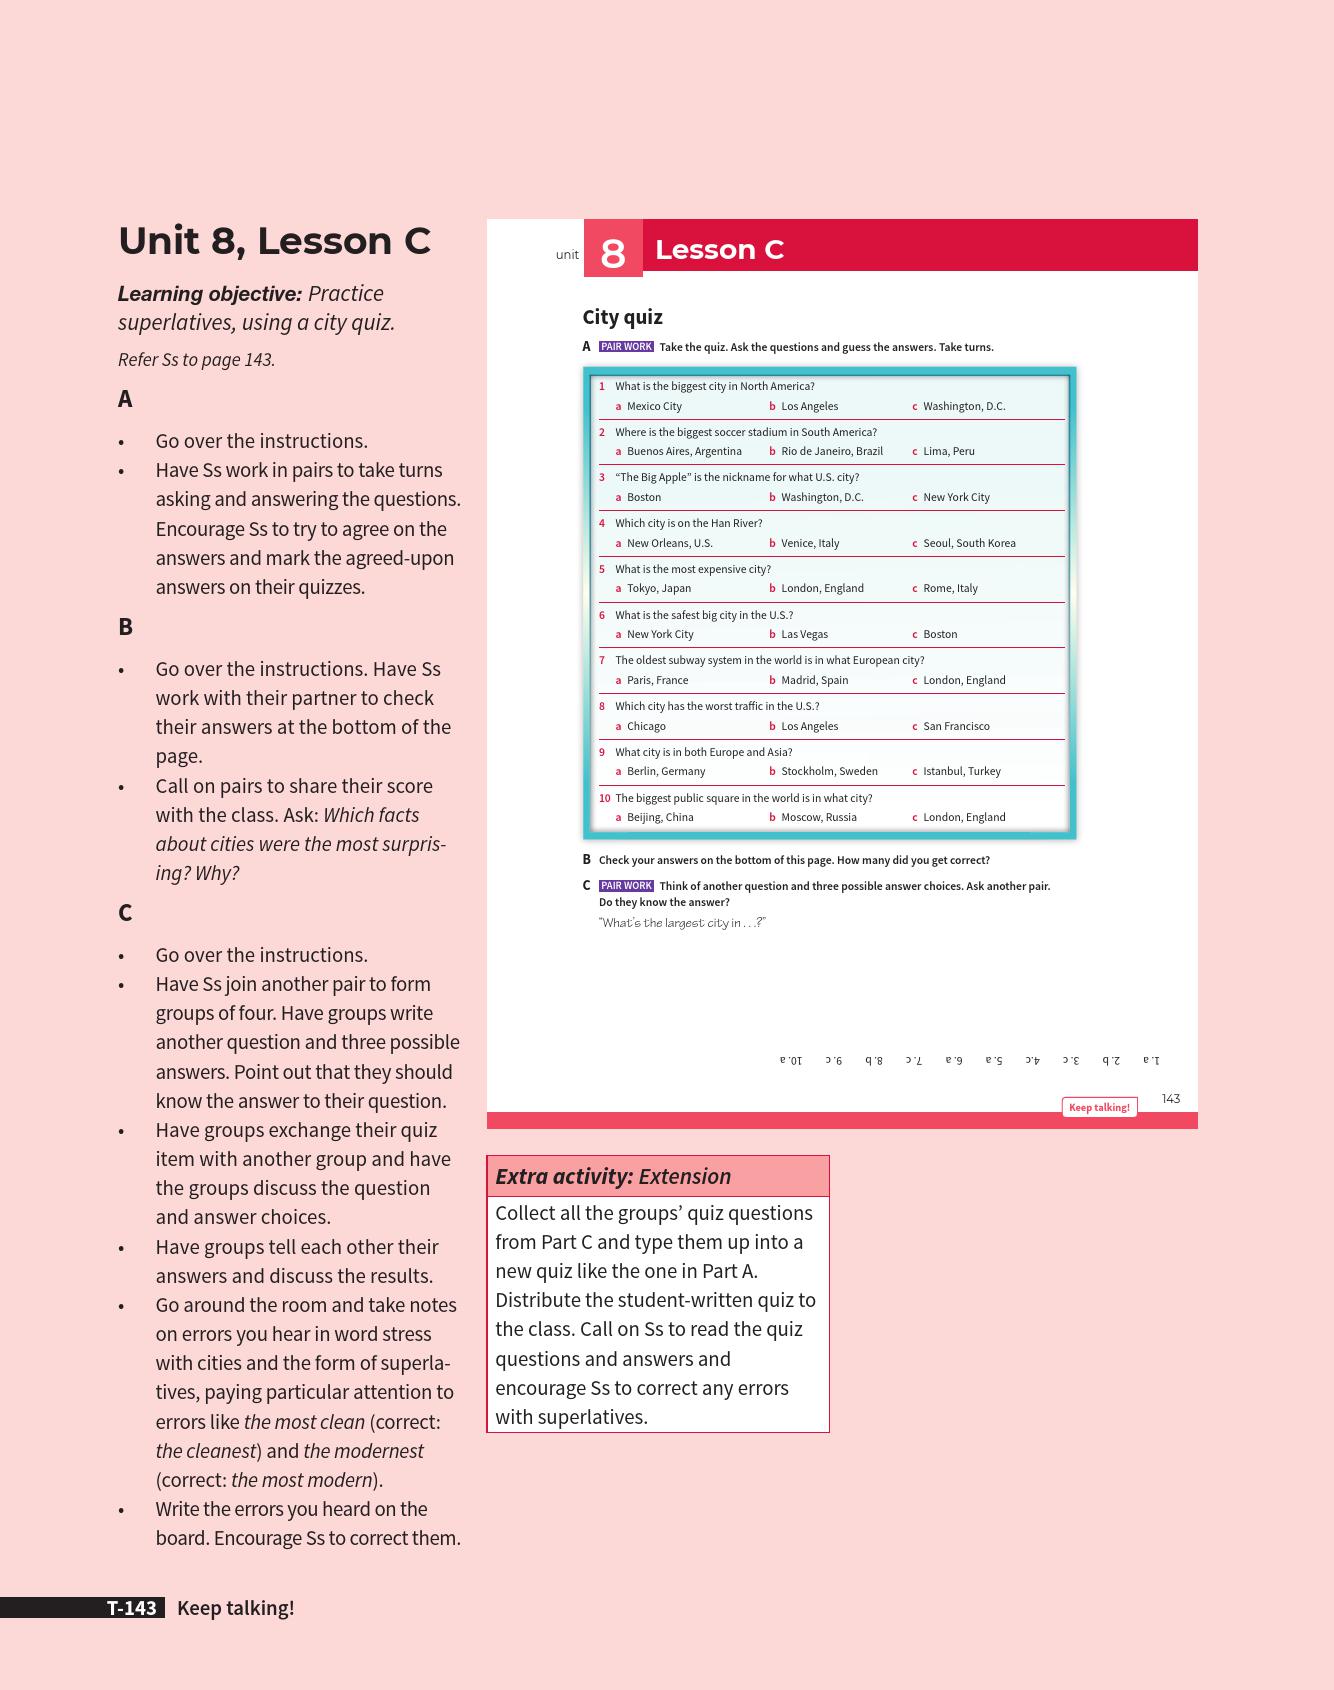 Unit 8, Lesson C
Learning objective: Practice
superlatives, using a city quiz.
Refer Ss to page 143.
A
• Go over the instructions.
• Have Ss work in pairs to take turns
asking and answering the questions.
Encourage Ss to try to agree on the
answers and mark the agreed-upon
answers on their quizzes.
B
• Go over the instructions. Have Ss
work with their partner to check
their answers at the bottom of the
page.
• Call on pairs to share their score
with the class. Ask: Which facts
about cities were the most surpris-
ing? Why?
C
• Go over the instructions.
• Have Ss join another pair to form
groups of four. Have groups write
another question and three possible
answers. Point out that they should
know the answer to their question.
• Have groups exchange their quiz
item with another group and have
the groups discuss the question
and answer choices.
• Have groups tell each other their
answers and discuss the results.
• Go around the room and take notes
on errors you hear in word stress
with cities and the form of superla-
tives, paying particular attention to
errors like the most clean (correct:
the cleanest) and the modernest
(correct: the most modern).
• Write the errors you heard on the
board. Encourage Ss to correct them.
unit 8 Lesson C
City quiz
A PAIR WORK Take the quiz. Ask the questions and guess the answers. Take turns.
1 What is the biggest city in North America?
a Mexico City b Los Angeles c Washington, D.C.
2 Where is the biggest soccer stadium in South America?
a Buenos Aires, Argentina b Rio de Janeiro, Brazil c Lima, Peru
3 “The Big Apple” is the nickname for what U.S. city?
a Boston b Washington, D.C. c New York City
4 Which city is on the Han River?
a New Orleans, U.S. b Venice, Italy c Seoul, South Korea
5 What is the most expensive city?
a Tokyo, Japan b London, England c Rome, Italy
6 What is the safest big city in the U.S.?
a New York City b Las Vegas c Boston
7 The oldest subway system in the world is in what European city?
a Paris, France b Madrid, Spain c London, England
8 Which city has the worst traffic in the U.S.?
a Chicago b Los Angeles c San Francisco
9 What city is in both Europe and Asia?
a Berlin, Germany b Stockholm, Sweden c Istanbul, Turkey
10 The biggest public square in the world is in what city?
a Beijing, China b Moscow, Russia c London, England
B Check your answers on the bottom of this page. How many did you get correct?
C PAIR WORK Think of another question and three possible answer choices. Ask another pair.
Do they know the answer?
“What’s the largest city in . . .?”
1. a 2. b 3. c 4.c 5. a 6. a 7. c 8. b 9. c 10. a
Keep talking! 143
Extra activity: Extension
Collect all the groups’ quiz questions
from Part C and type them up into a
new quiz like the one in Part A.
Distribute the student-written quiz to
the class. Call on Ss to read the quiz
questions and answers and
encourage Ss to correct any errors
with superlatives.
T-143 Keep talking!